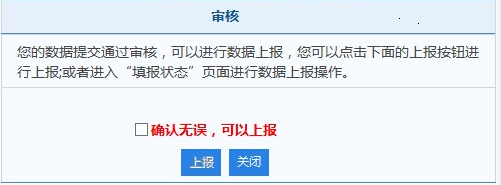 审核
您的数据提交通过审核，可以进行数据上报，您可以点击下面的上报按钮进
行上报;或者进入“填报状态”页面进行数据上报操作。
确认无误，可以上报
上报 关闭